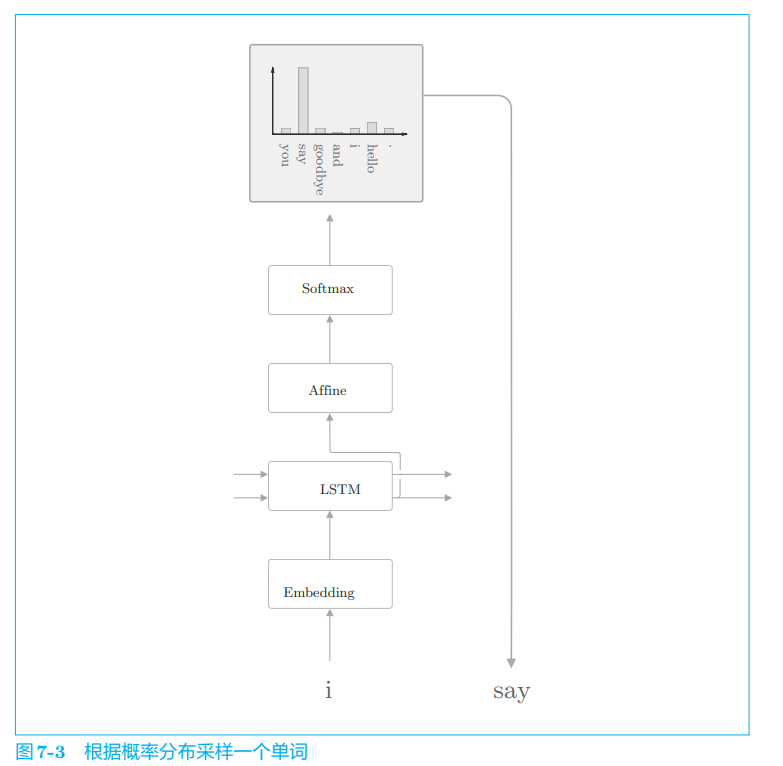 you
say
goodbye
and
i
hello
.
Softmax
Affine
LSTM
Embedding
i say
图 7-3 根据概率分布采样一个单词